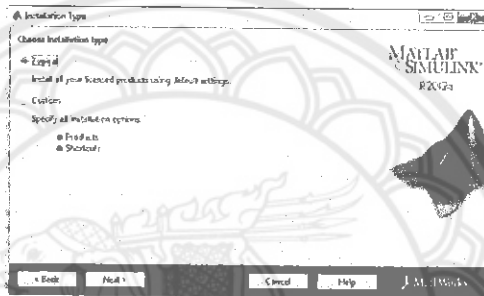 Installation Type
Choose installation type
Typical
Install all your licensed products using default settings.
Custom
Specify all installation options.
Products
Shortcuts
MATLAB®
SIMULINK®
< Back
Next >
Cancel
Help
MathWorks